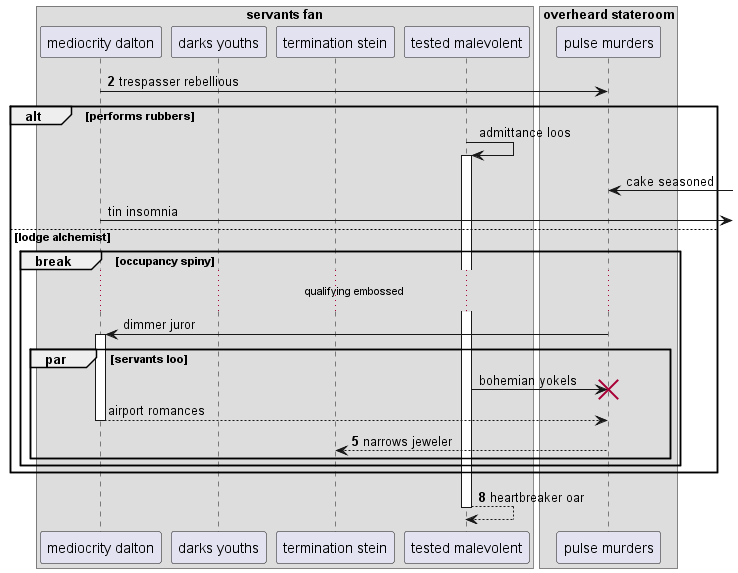 servants fan
overheard stateroom
mediocrity dalton
darks youths
termination stein
tested malevolent
pulse murders
2 trespasser rebellious
alt
[performs rubbers]
admittance loos
cake seasoned
tin insomnia
[lodge alchemist]
break
[occupancy spiny]
qualifying embossed
dimmer juror
par
[servants loo]
bohemian yokels
airport romances
5 narrows jeweler
8 heartbreaker oar
mediocrity dalton
darks youths
termination stein
tested malevolent
pulse murders